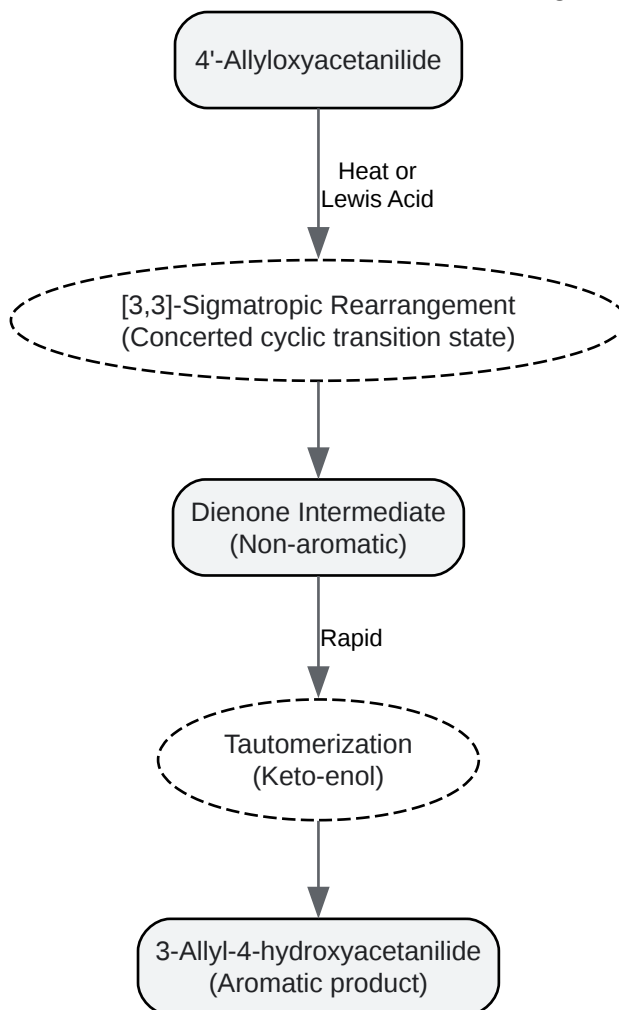 4'-Allyloxyacetanilide
Heat or
Lewis Acid
[3,3]-Sigmatropic Rearrangement
(Concerted cyclic transition state)
Dienone Intermediate
(Non-aromatic)
Rapid
Tautomerization
(Keto-enol)
3-Allyl-4-hydroxyacetanilide
(Aromatic product)